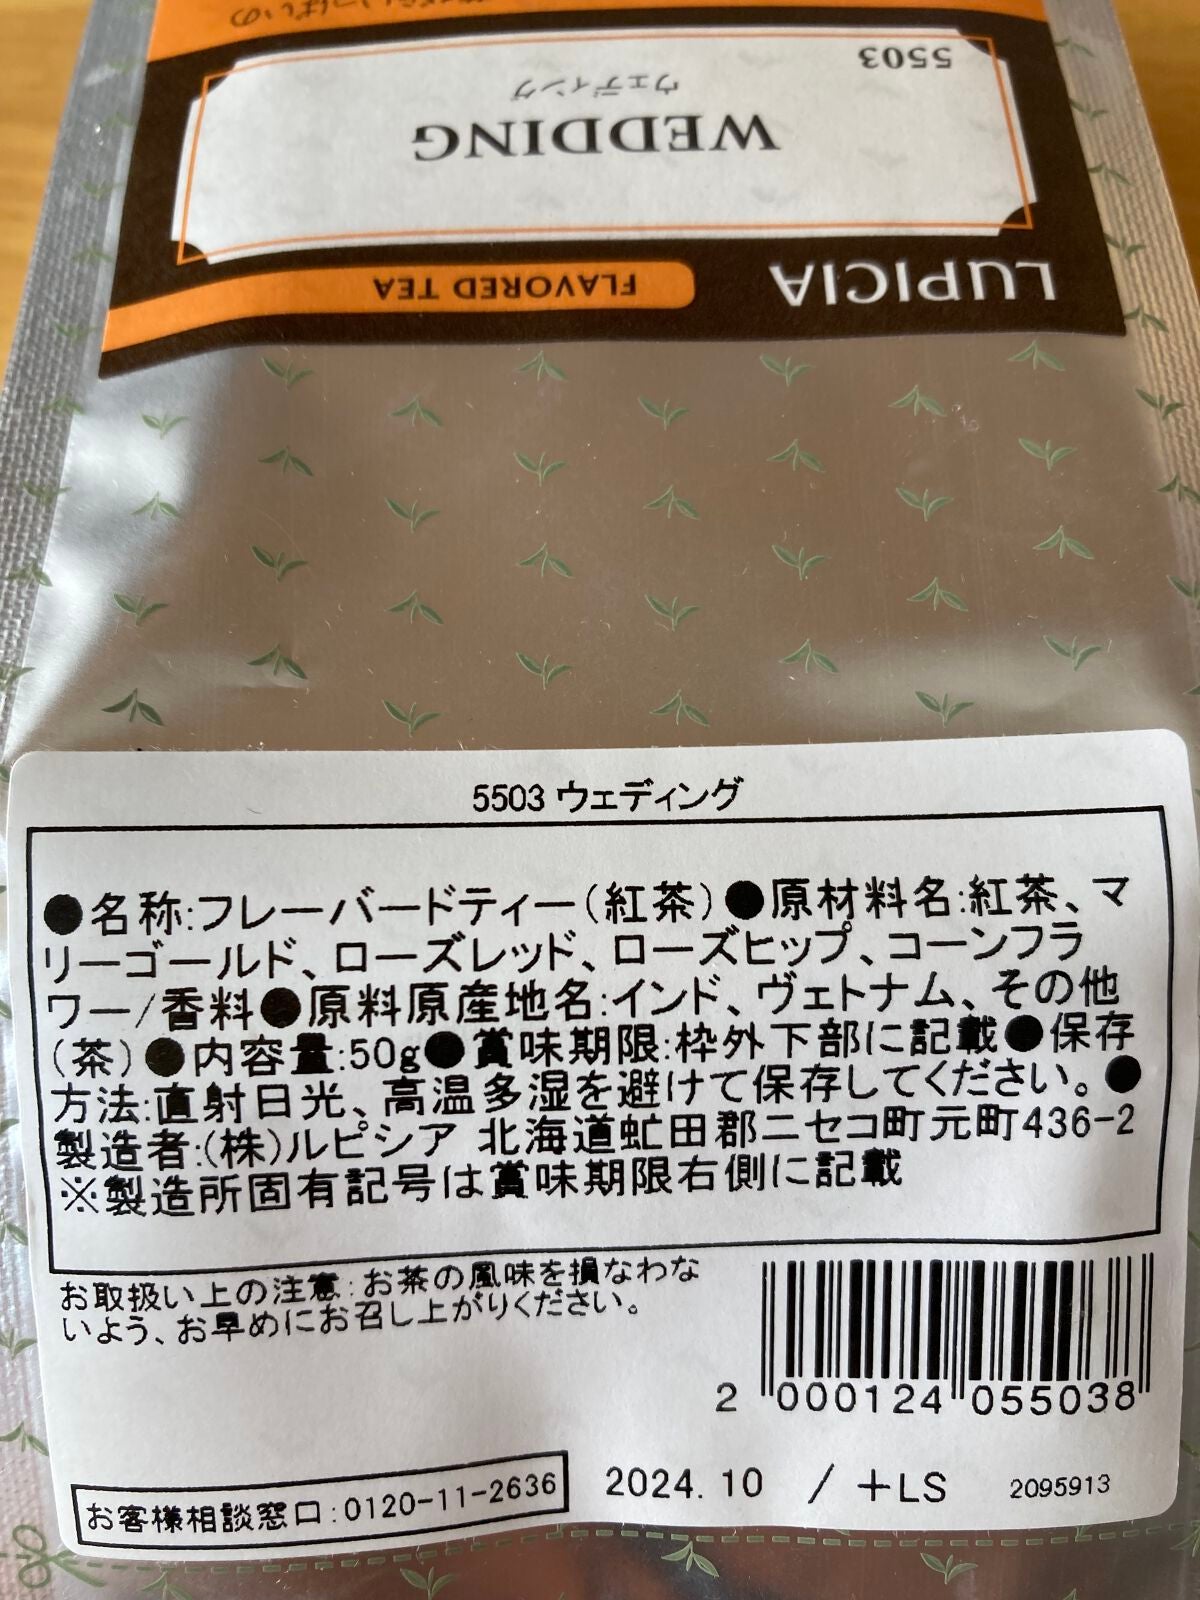 いっぱいの
5503
ウェディング
WEDDING
FLAVORED TEA
LUPICIA
5503 ウェディング
●名称:フレーバードティー(紅茶)●原材料名:紅茶、マ
リーゴールド、ローズレッド、ローズヒップ、コーンフラ
ワー/香料●原料原産地名:インド、ヴェトナム、その他
(茶)●内容量:50g●賞味期限:枠外下部に記載●保存
方法:直射日光、高温多湿を避けて保存してください。●
製造者:(株)ルピシア 北海道虻田郡ニセコ町元町436-2
※製造所固有記号は賞味期限右側に記載
お取扱い上の注意:お茶の風味を損なわな
いよう、お早めにお召し上がりください。
2 000124 055038
お客様相談窓口:0120-11-2636
2024.10 / +LS 2095913